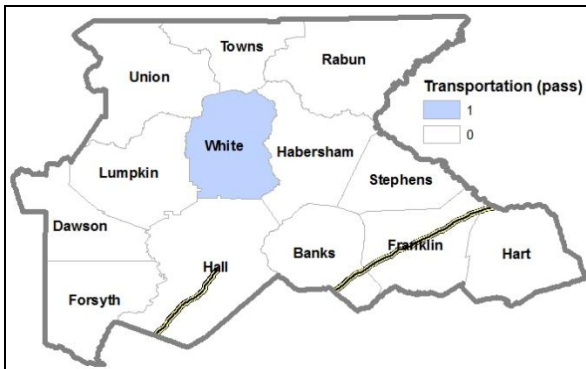 Towns
Union
Rabun
Transportation (pass)
1
0
White
Habersham
Lumpkin
Stephens
Dawson
Hall
Banks
Franklin
Hart
Forsyth